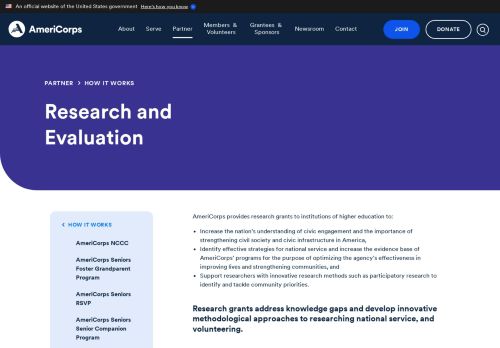 An official website of the United States government Here's how you know
AmeriCorps
About Serve Partner Members & Volunteers Grantees & Sponsors Newsroom Contact JOIN DONATE
PARTNER > HOW IT WORKS
Research and
Evaluation
HOW IT WORKS
AmeriCorps NCCC
AmeriCorps Seniors
Foster Grandparent
Program
AmeriCorps Seniors
RSVP
AmeriCorps Seniors
Senior Companion
Program
AmeriCorps provides research grants to institutions of higher education to:
• Increase the nation's understanding of civic engagement and the importance of
strengthening civil society and civic infrastructure in America,
• Identify effective strategies for national service and increase the evidence base of
AmeriCorps' programs for the purpose of optimizing the agency's effectiveness in
improving lives and strengthening communities, and
• Support researchers with innovative research methods such as participatory research to
identify and tackle community priorities.
Research grants address knowledge gaps and develop innovative
methodological approaches to researching national service, and
volunteering.